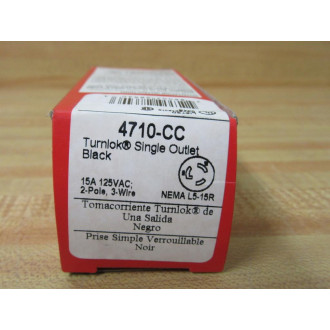 4710-CC
Turnlok® Single Outlet
Black
15A 125VAC;
2-Pole, 3-Wire
NEMA L5-15R
Tomacorriente Turnlok® de
Una Salida
Negro
Prise Simple Verrouillable
Noir